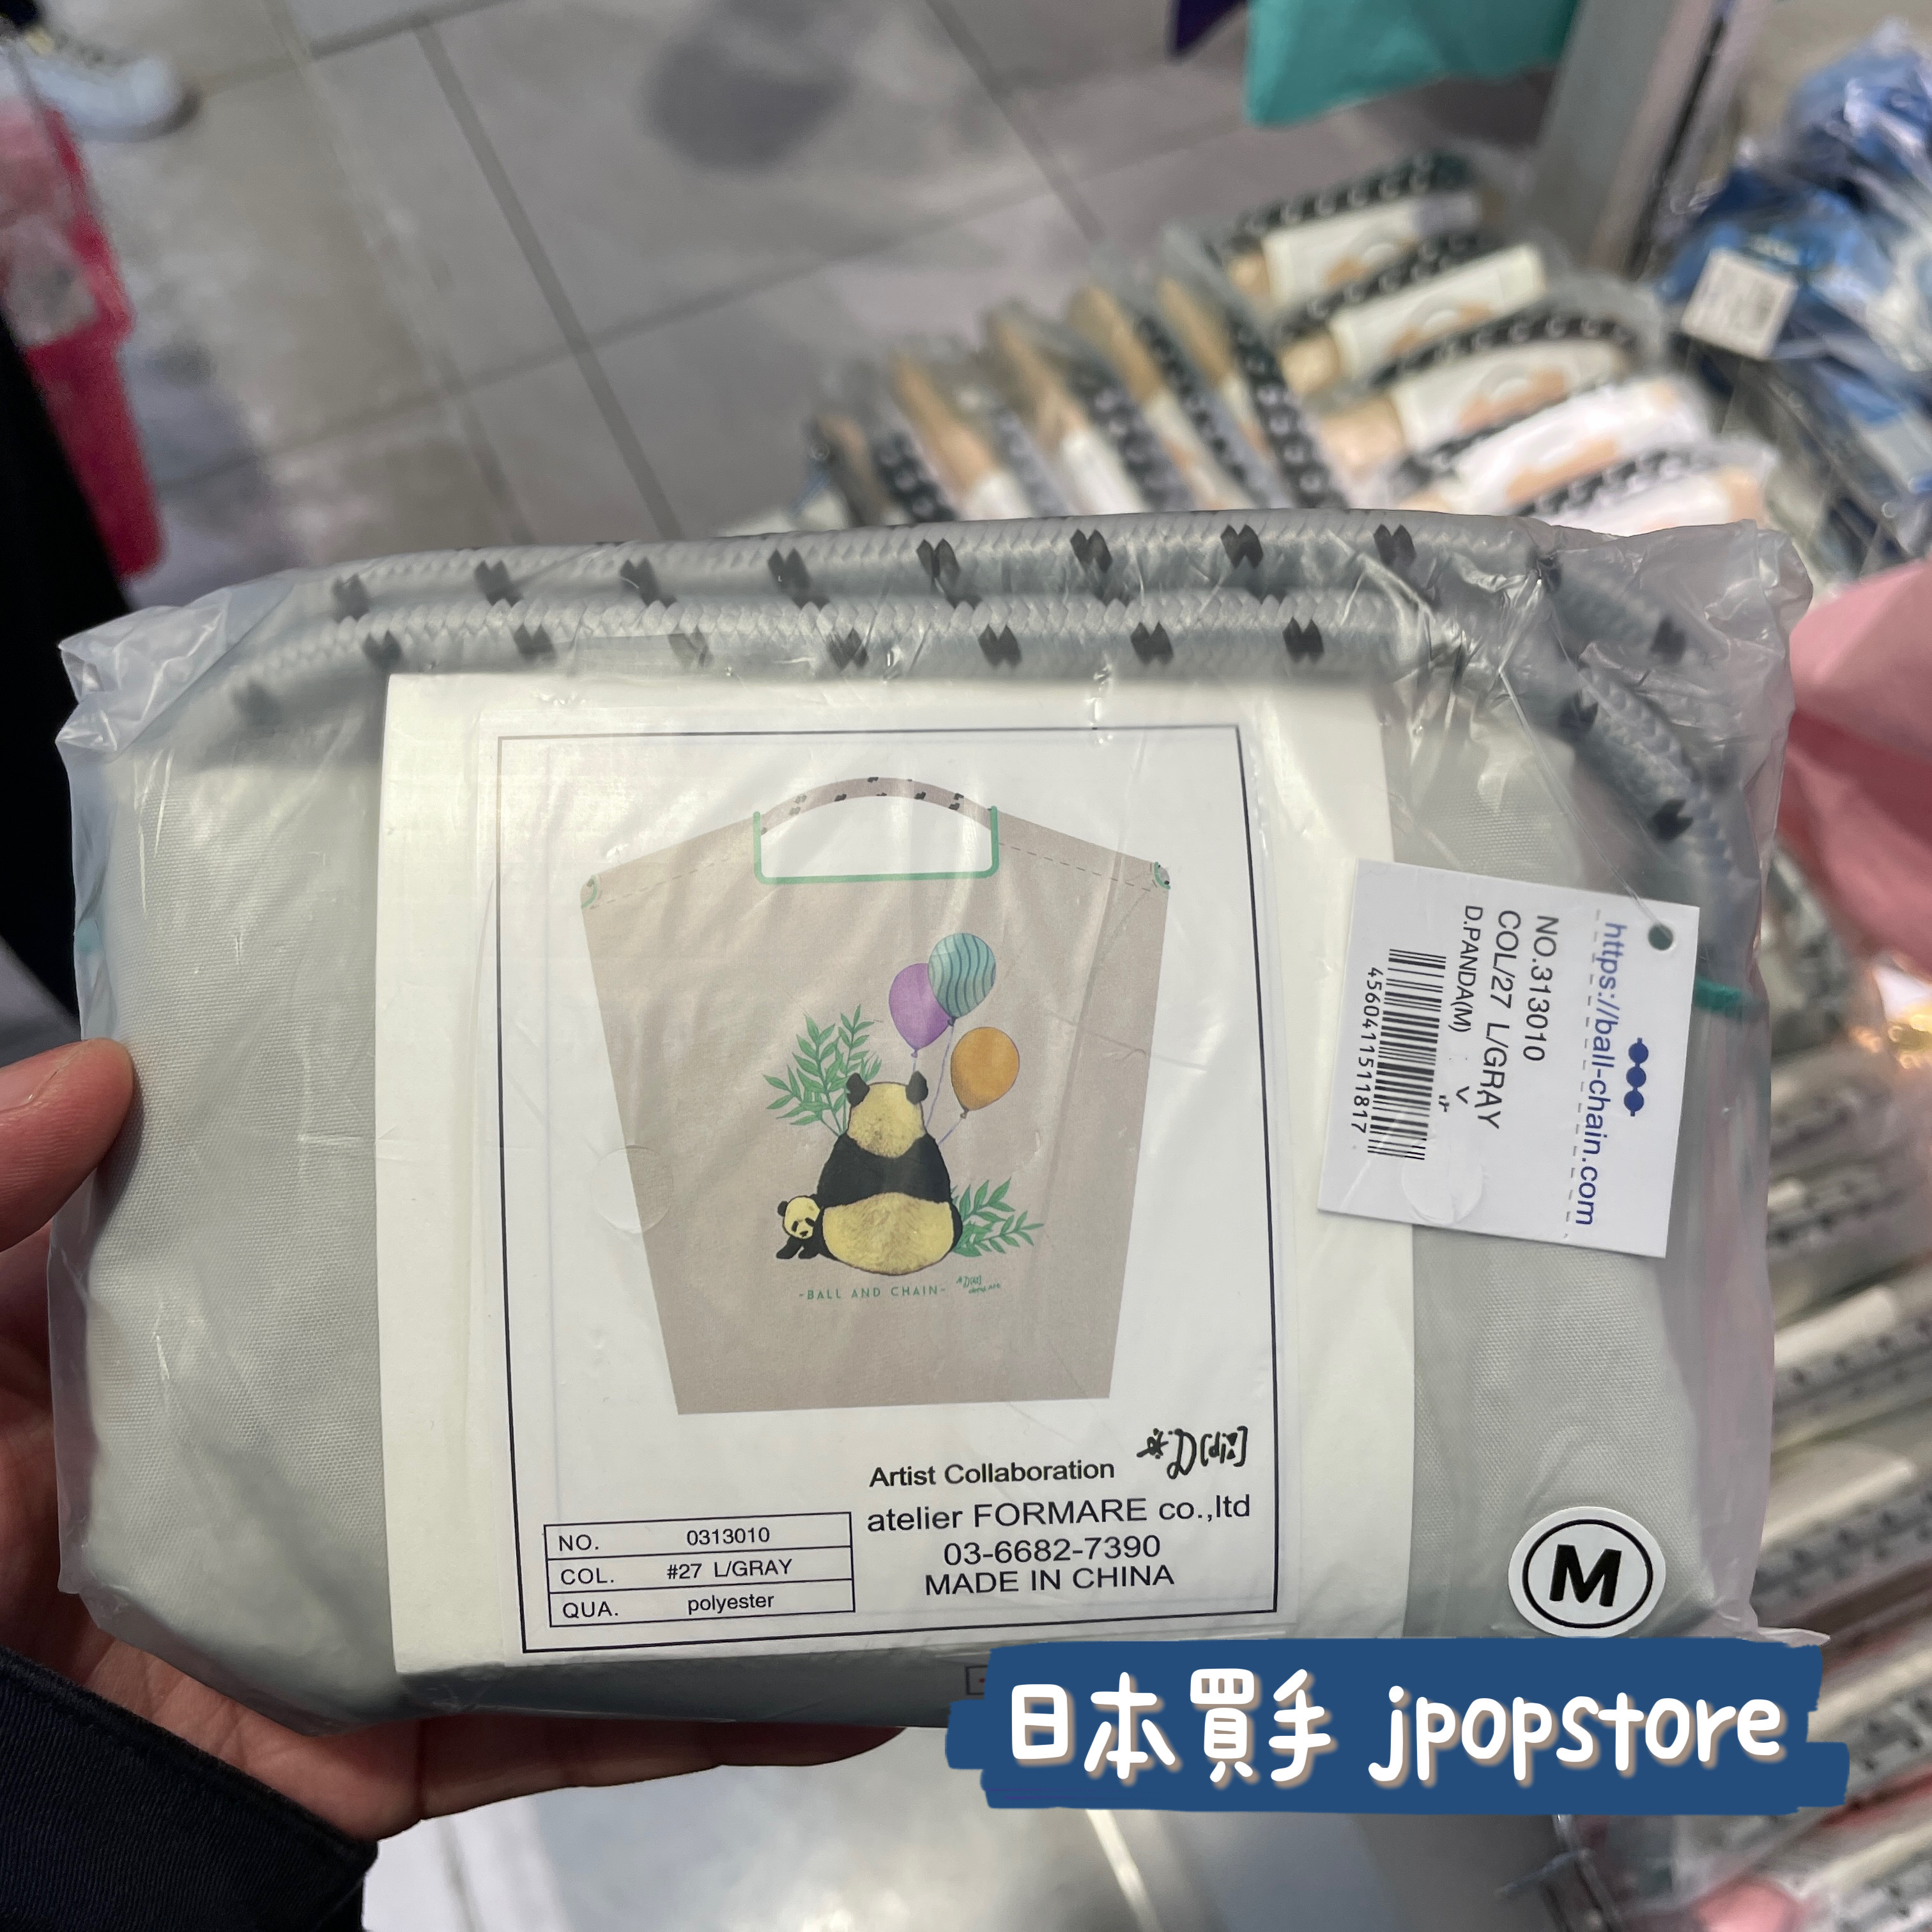 -BALL AND CHAIN-
Artist Collaboration
atelier FORMARE co.,ltd
03-6682-7390
MADE IN CHINA
NO. 0313010
COL. #27 L/GRAY
QUA. polyester
https://ball-chain.com
NO.313010
COL/27 L/GRAY
D.PANDA(M)
4560411511817
M
日本買手 jpopstore